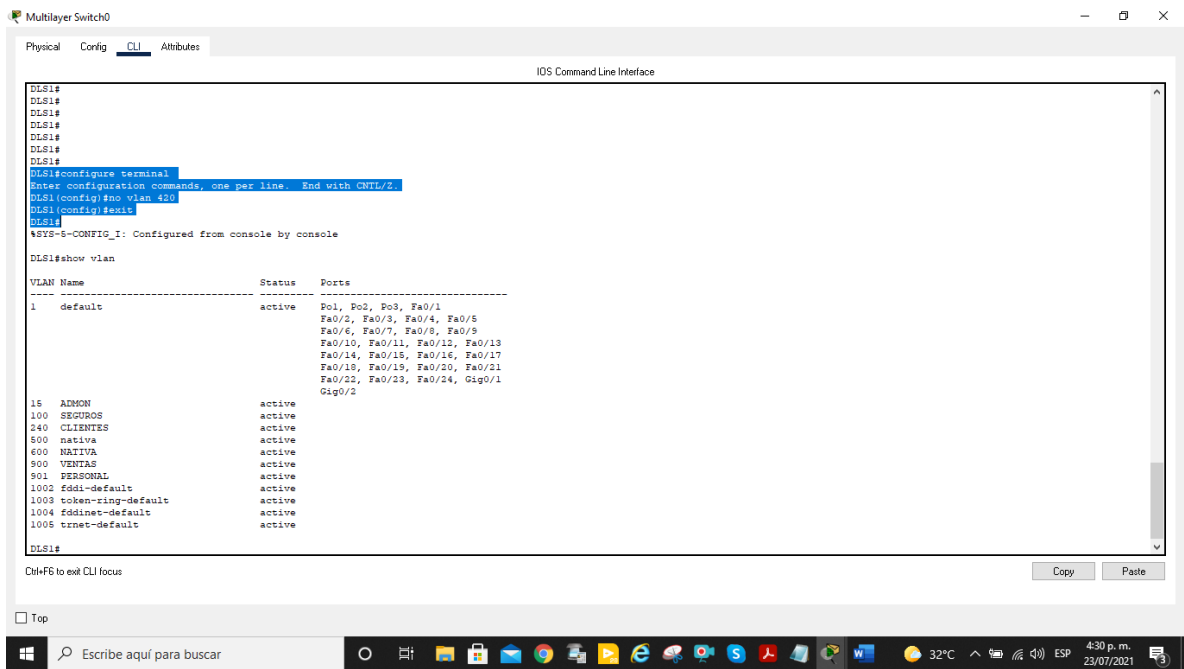 Multilayer Switch0
Physical Config CLI Attributes
IOS Command Line Interface
DLS1#
DLS1#
DLS1#
DLS1#
DLS1#
DLS1#
DLS1#
DLS1#configure terminal
Enter configuration commands, one per line. End with CNTL/Z.
DLS1(config)#no vlan 420
DLS1(config)#exit
DLS1#
%SYS-5-CONFIG_I: Configured from console by console
DLS1#show vlan
VLAN Name Status Ports
---- -------------------------------- --------- -------------------------------
1 default active Po1, Po2, Po3, Fa0/1
Fa0/2, Fa0/3, Fa0/4, Fa0/5
Fa0/6, Fa0/7, Fa0/8, Fa0/9
Fa0/10, Fa0/11, Fa0/12, Fa0/13
Fa0/14, Fa0/15, Fa0/16, Fa0/17
Fa0/18, Fa0/19, Fa0/20, Fa0/21
Fa0/22, Fa0/23, Fa0/24, Gig0/1
Gig0/2
15 ADMON active
100 SEGUROS active
240 CLIENTES active
500 nativa active
600 NATIVA active
900 VENTAS active
901 PERSONAL active
1002 fddi-default active
1003 token-ring-default active
1004 fddinet-default active
1005 trnet-default active
DLS1#
Ctrl+F6 to exit CLI focus
Copy Paste
Top
Escribe aquí para buscar
32°C ESP
4:30 p. m.
23/07/2021
3